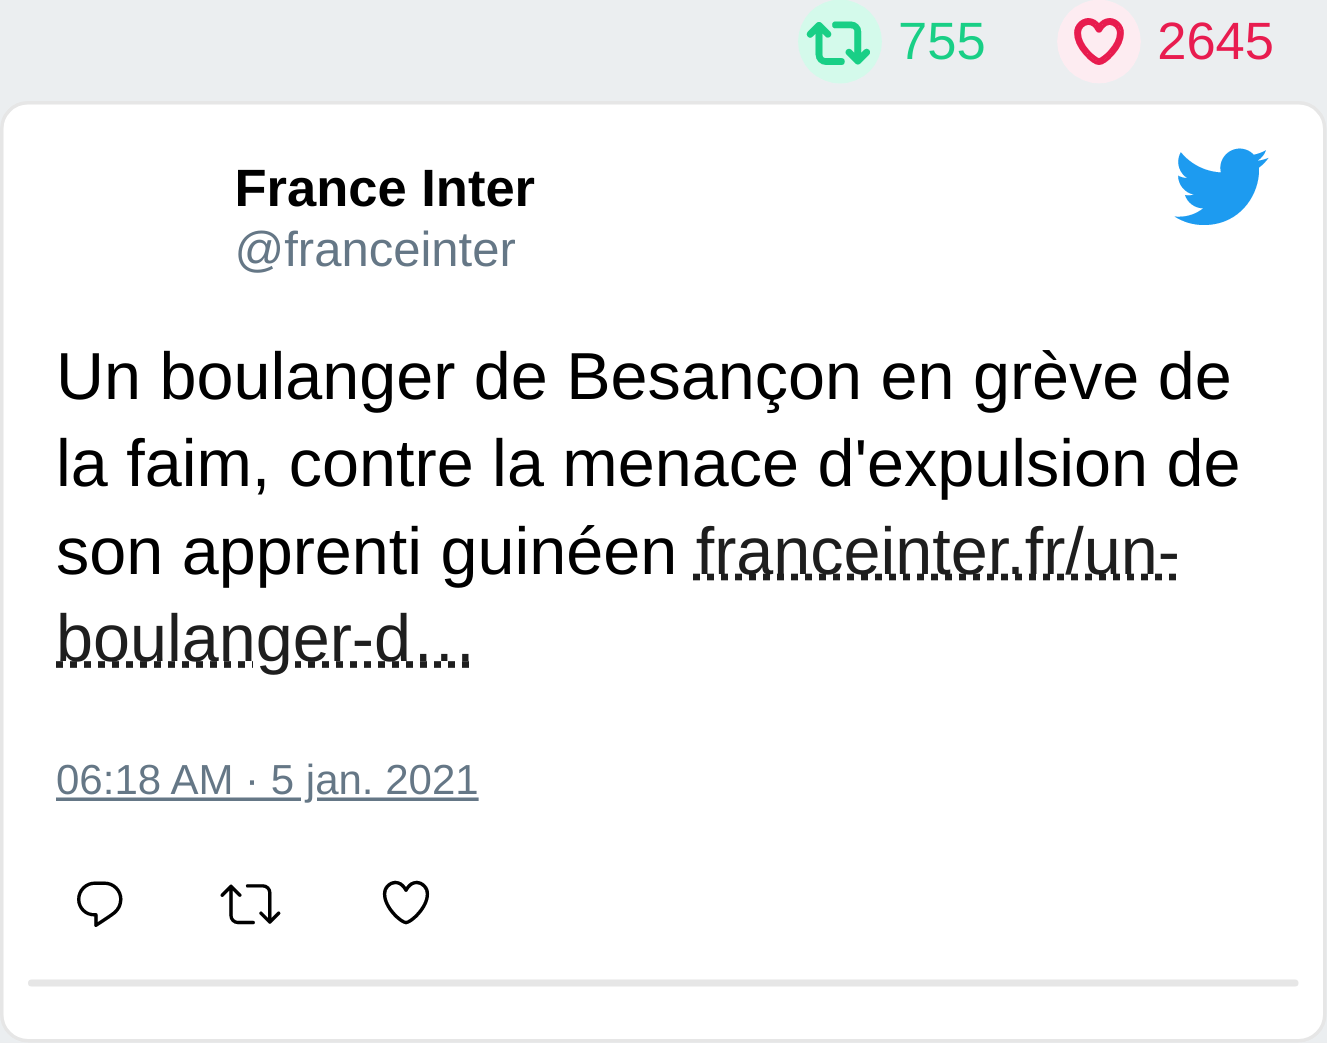 755 2645
France Inter
@franceinter
Un boulanger de Besançon en grève de
la faim, contre la menace d'expulsion de
son apprenti guinéen franceinter.fr/un-
boulanger-d…
06:18 AM · 5 jan. 2021